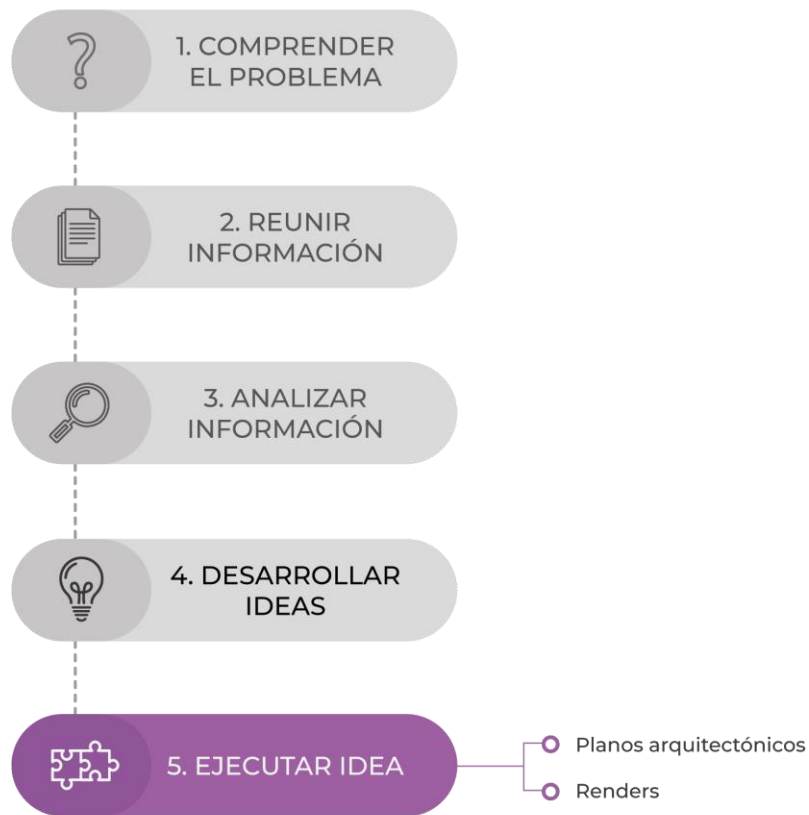 1. COMPRENDER
EL PROBLEMA
2. REUNIR
INFORMACIÓN
3. ANALIZAR
INFORMACIÓN
4. DESARROLLAR
IDEAS
5. EJECUTAR IDEA
Planos arquitectónicos
Renders